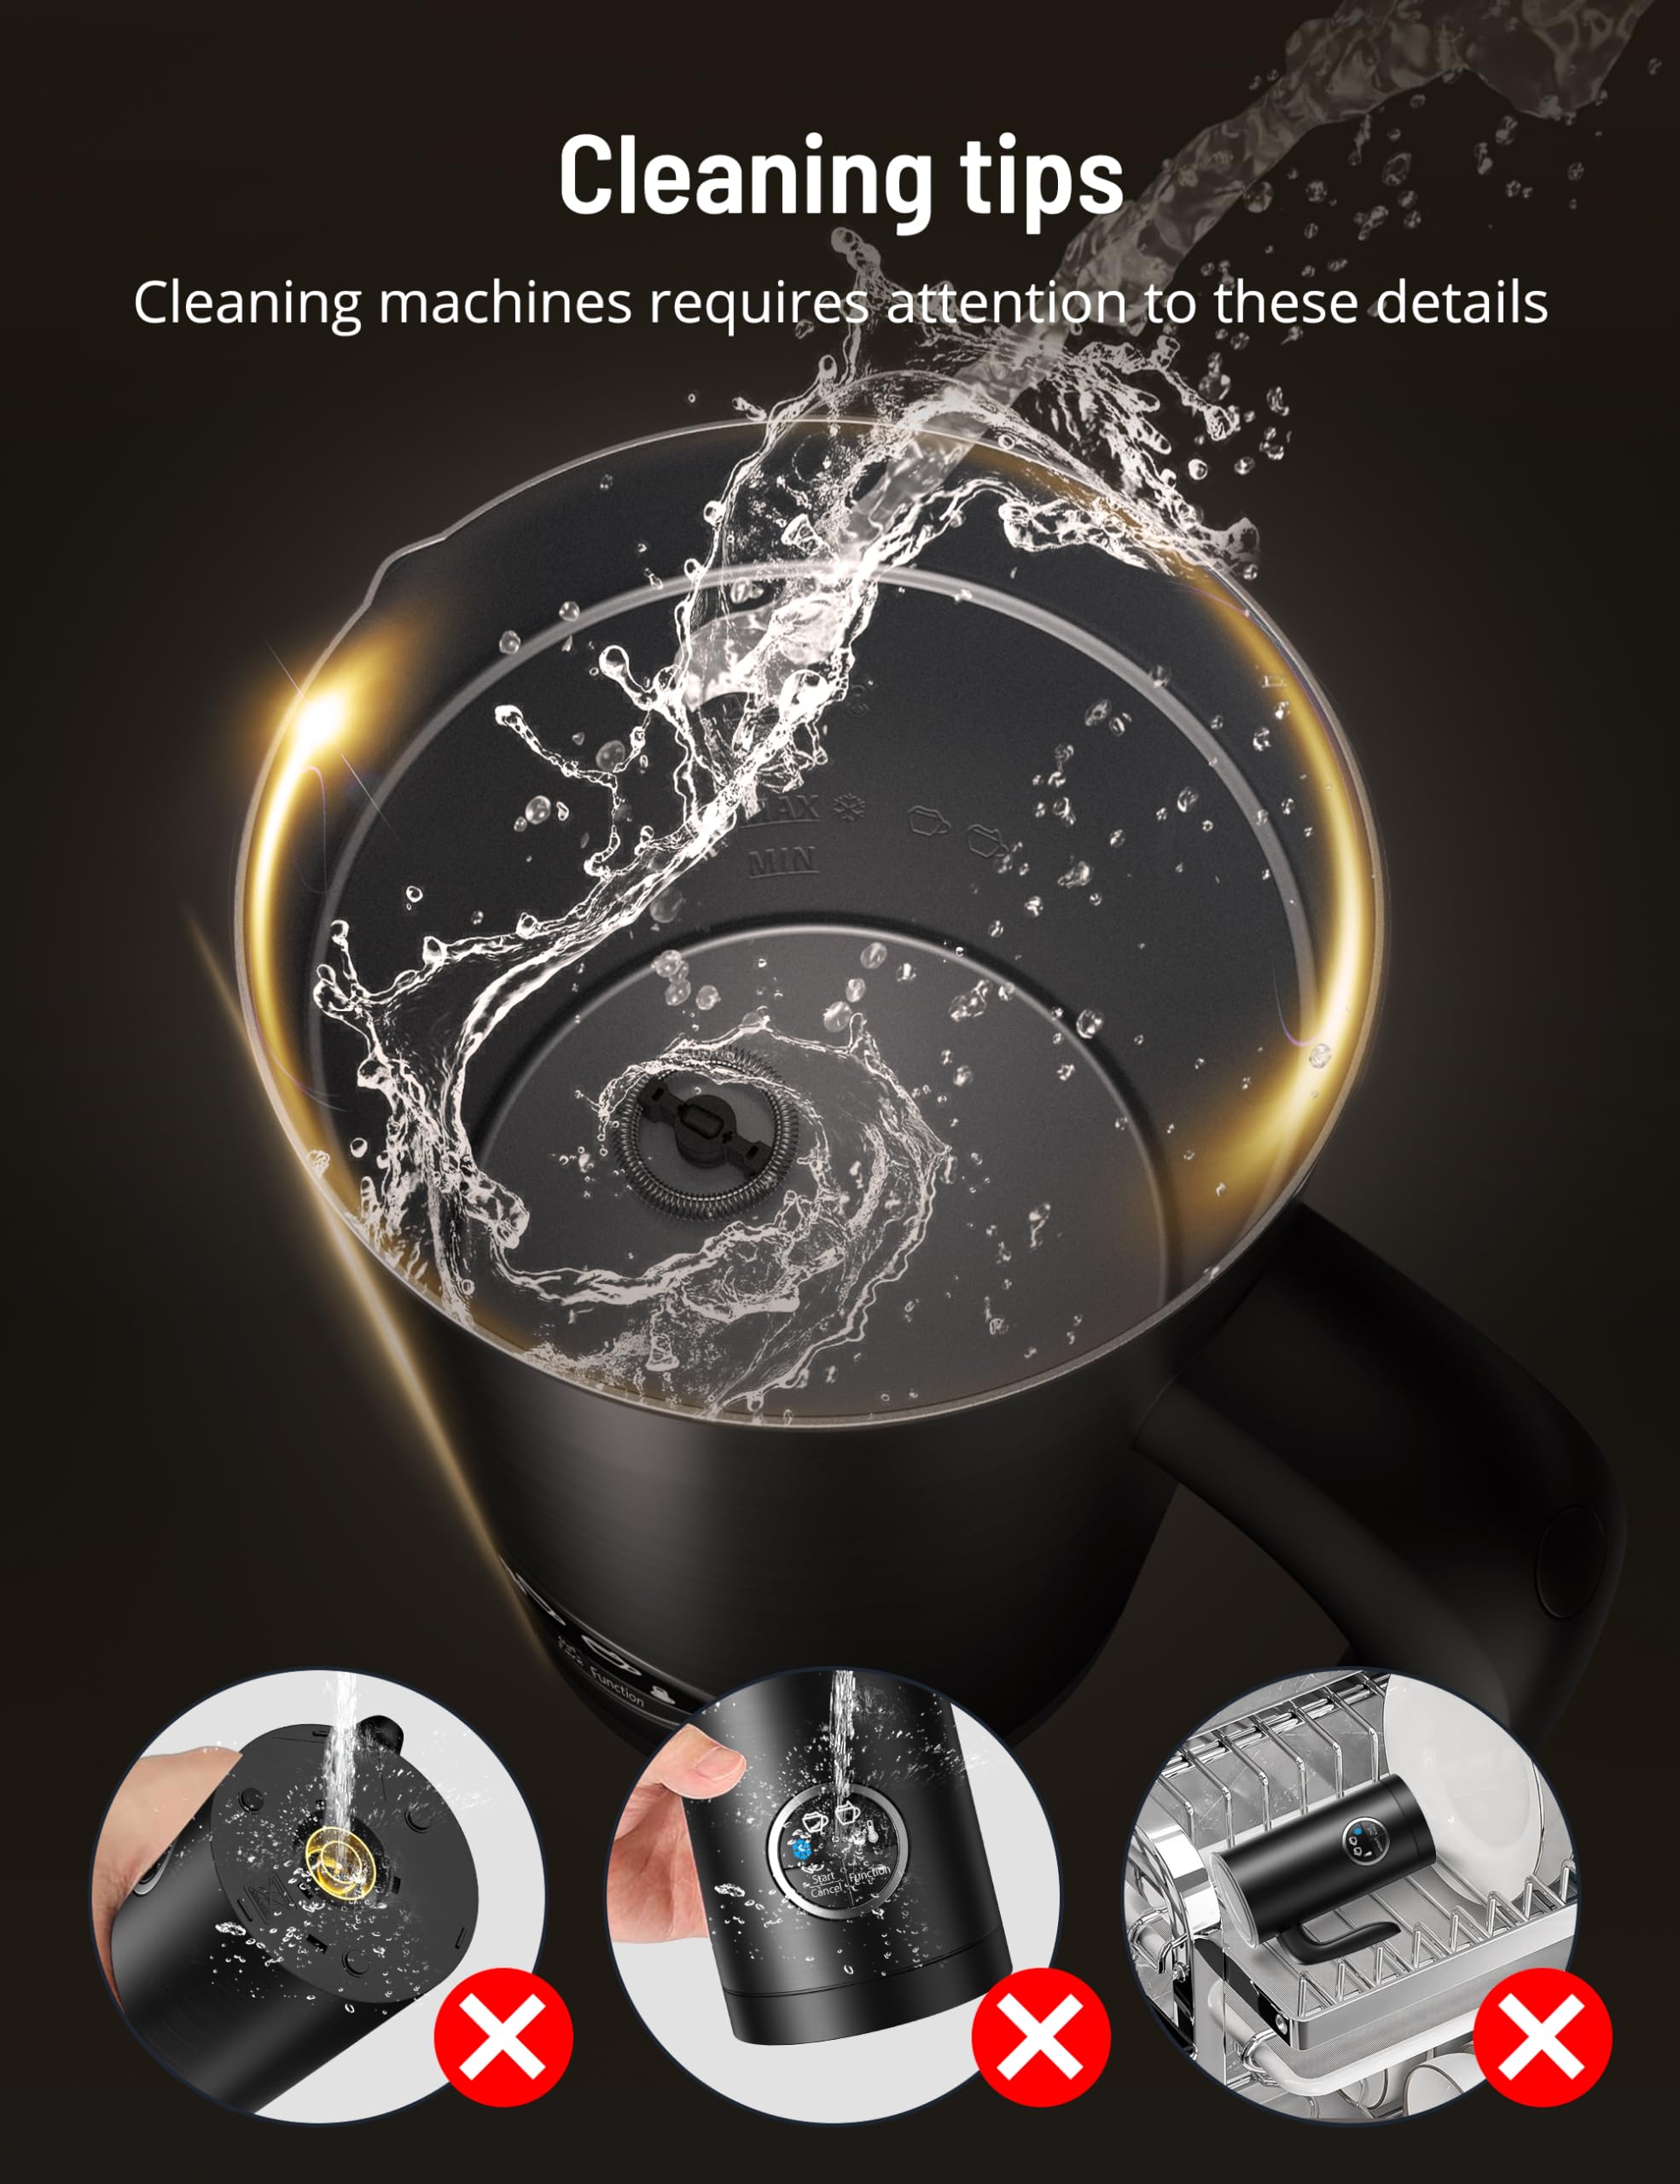 Cleaning tips
Cleaning machines requires attention to these details
MAX
MIN
Function
Start
Cancel
Function